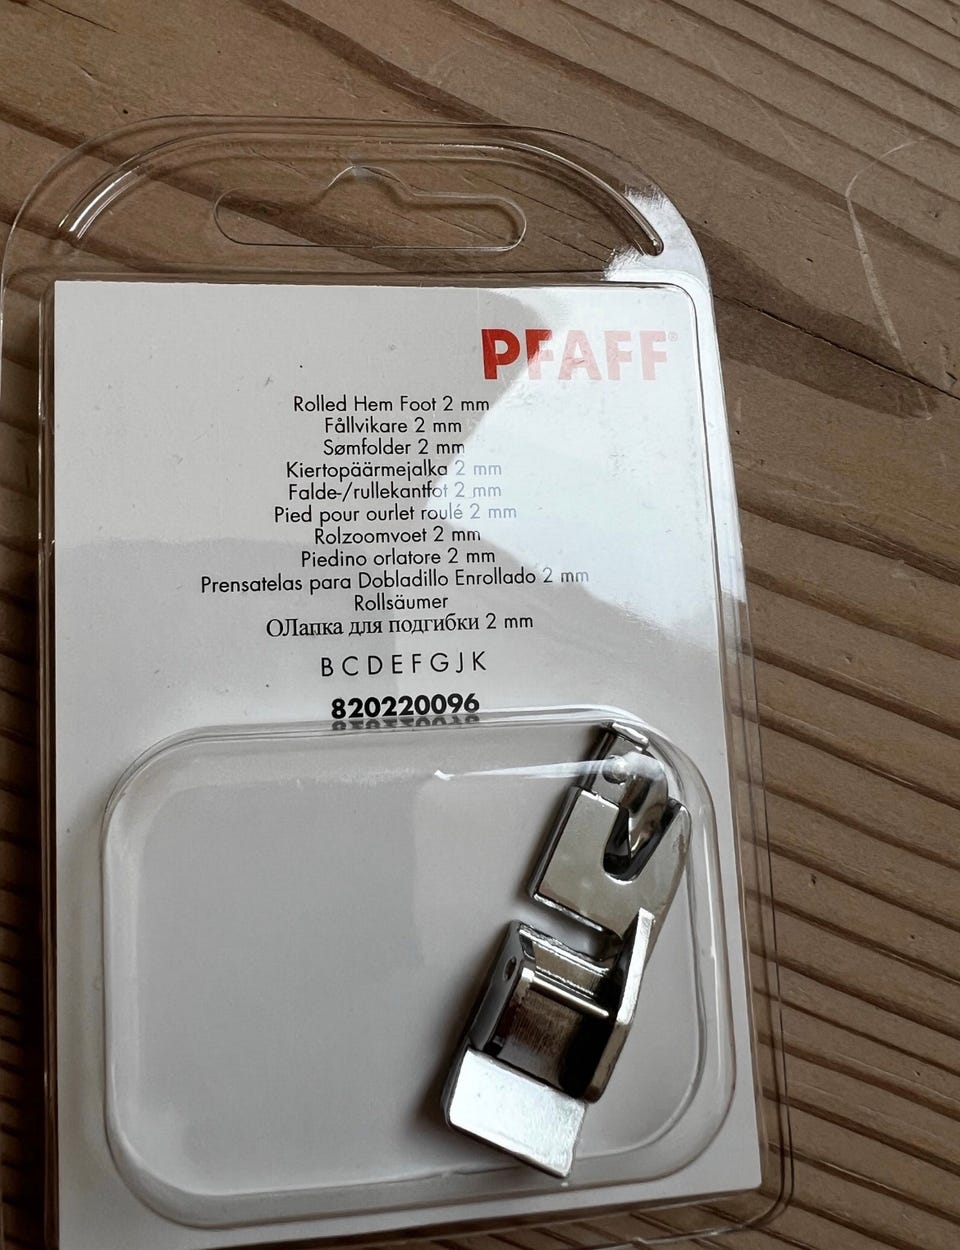 PFAFF®
Rolled Hem Foot 2 mm
Fållvikare 2 mm
Sømfolder 2 mm
Kiertopäärmejalka 2 mm
Falde-/rullekantfot 2 mm
Pied pour ourlet roulé 2 mm
Rolzoomvoet 2 mm
Piedino orlatore 2 mm
Prensatelas para Dobladillo Enrollado 2 mm
Rollsäumer
ОЛапка для подгибки 2 mm
B C D E F G J K
820220096